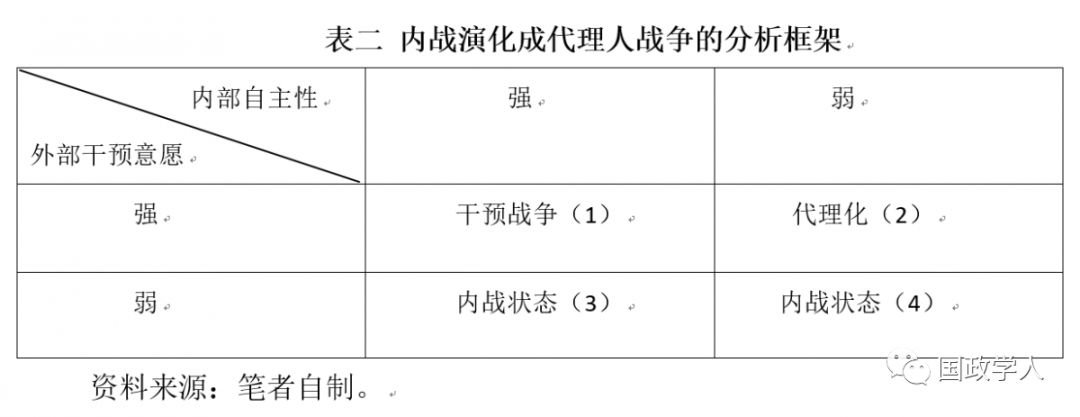 表二 内战演化成代理人战争的分析框架
内部自主性
外部干预意愿
强
弱
强
干预战争（1）
代理化（2）
弱
内战状态（3）
内战状态（4）
资料来源：笔者自制。
国政学人